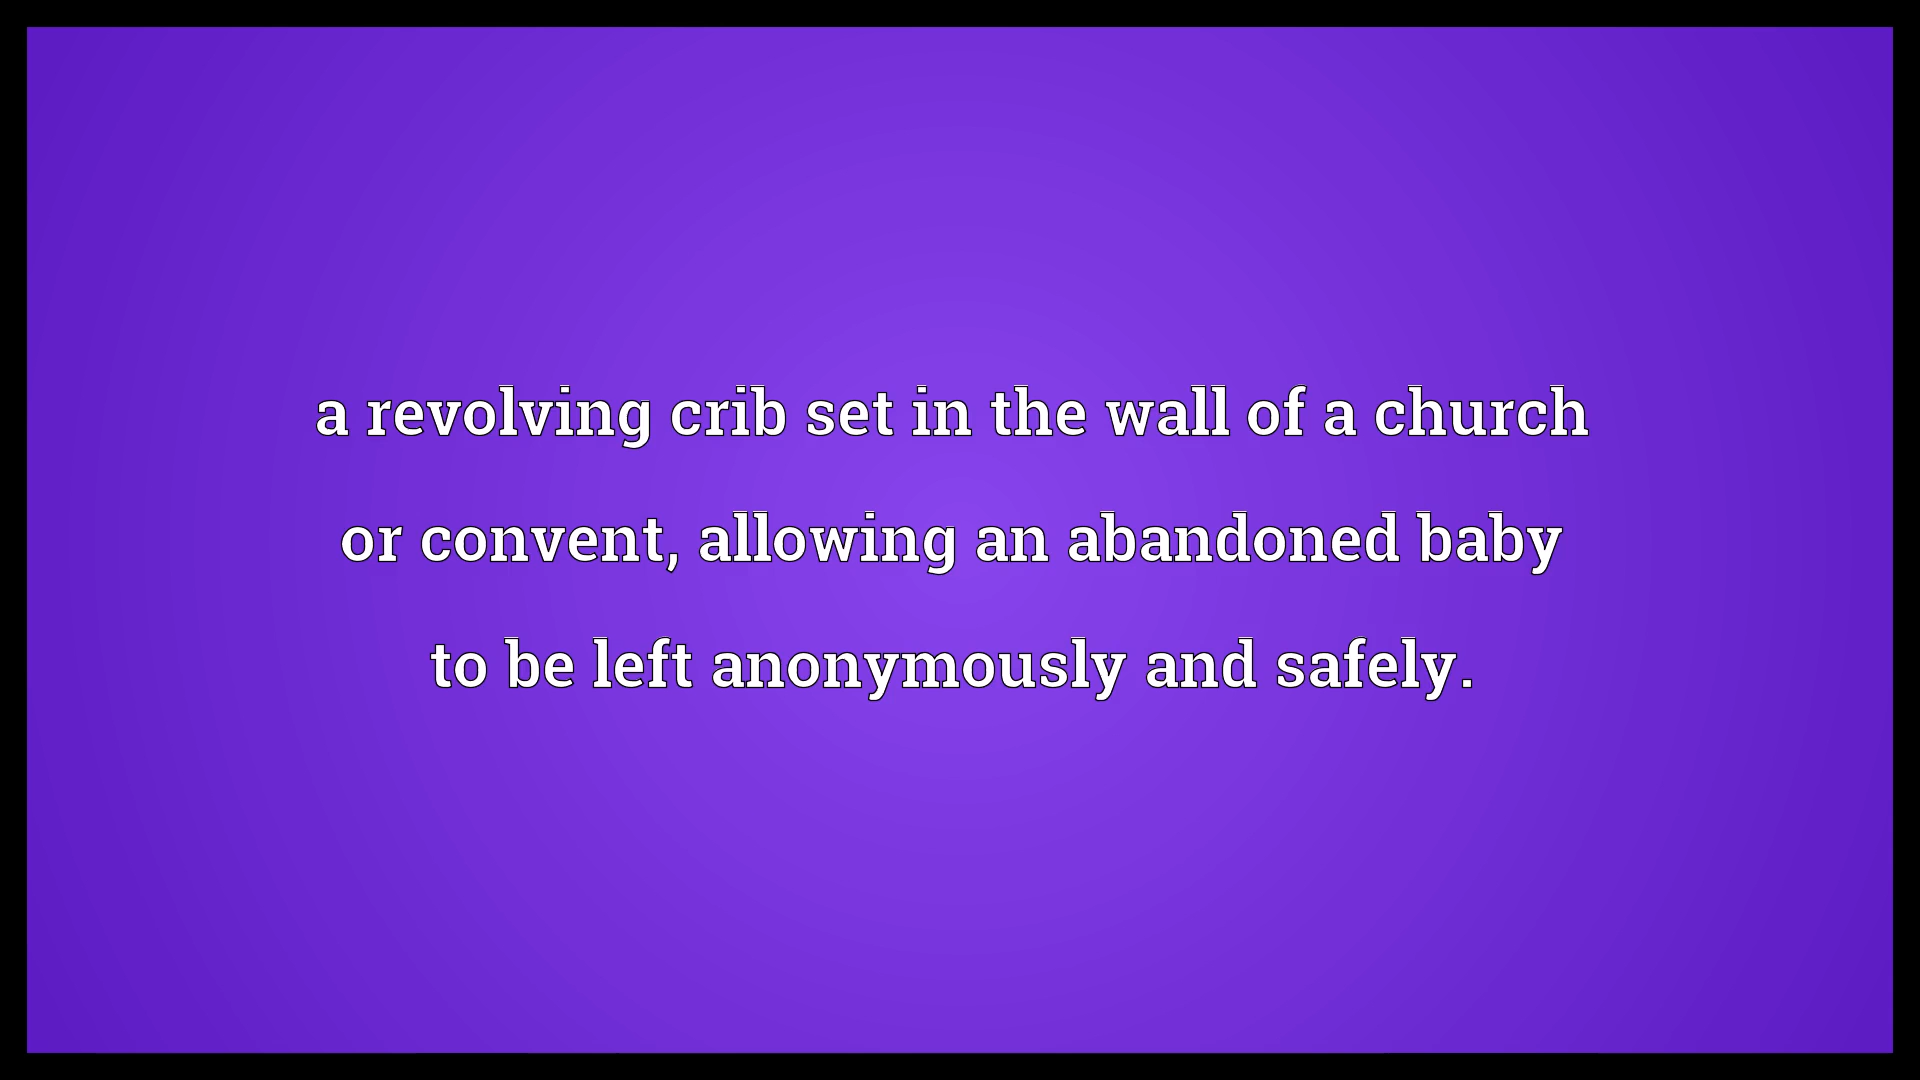 a revolving crib set in the wall of a church
or convent, allowing an abandoned baby
to be left anonymously and safely.